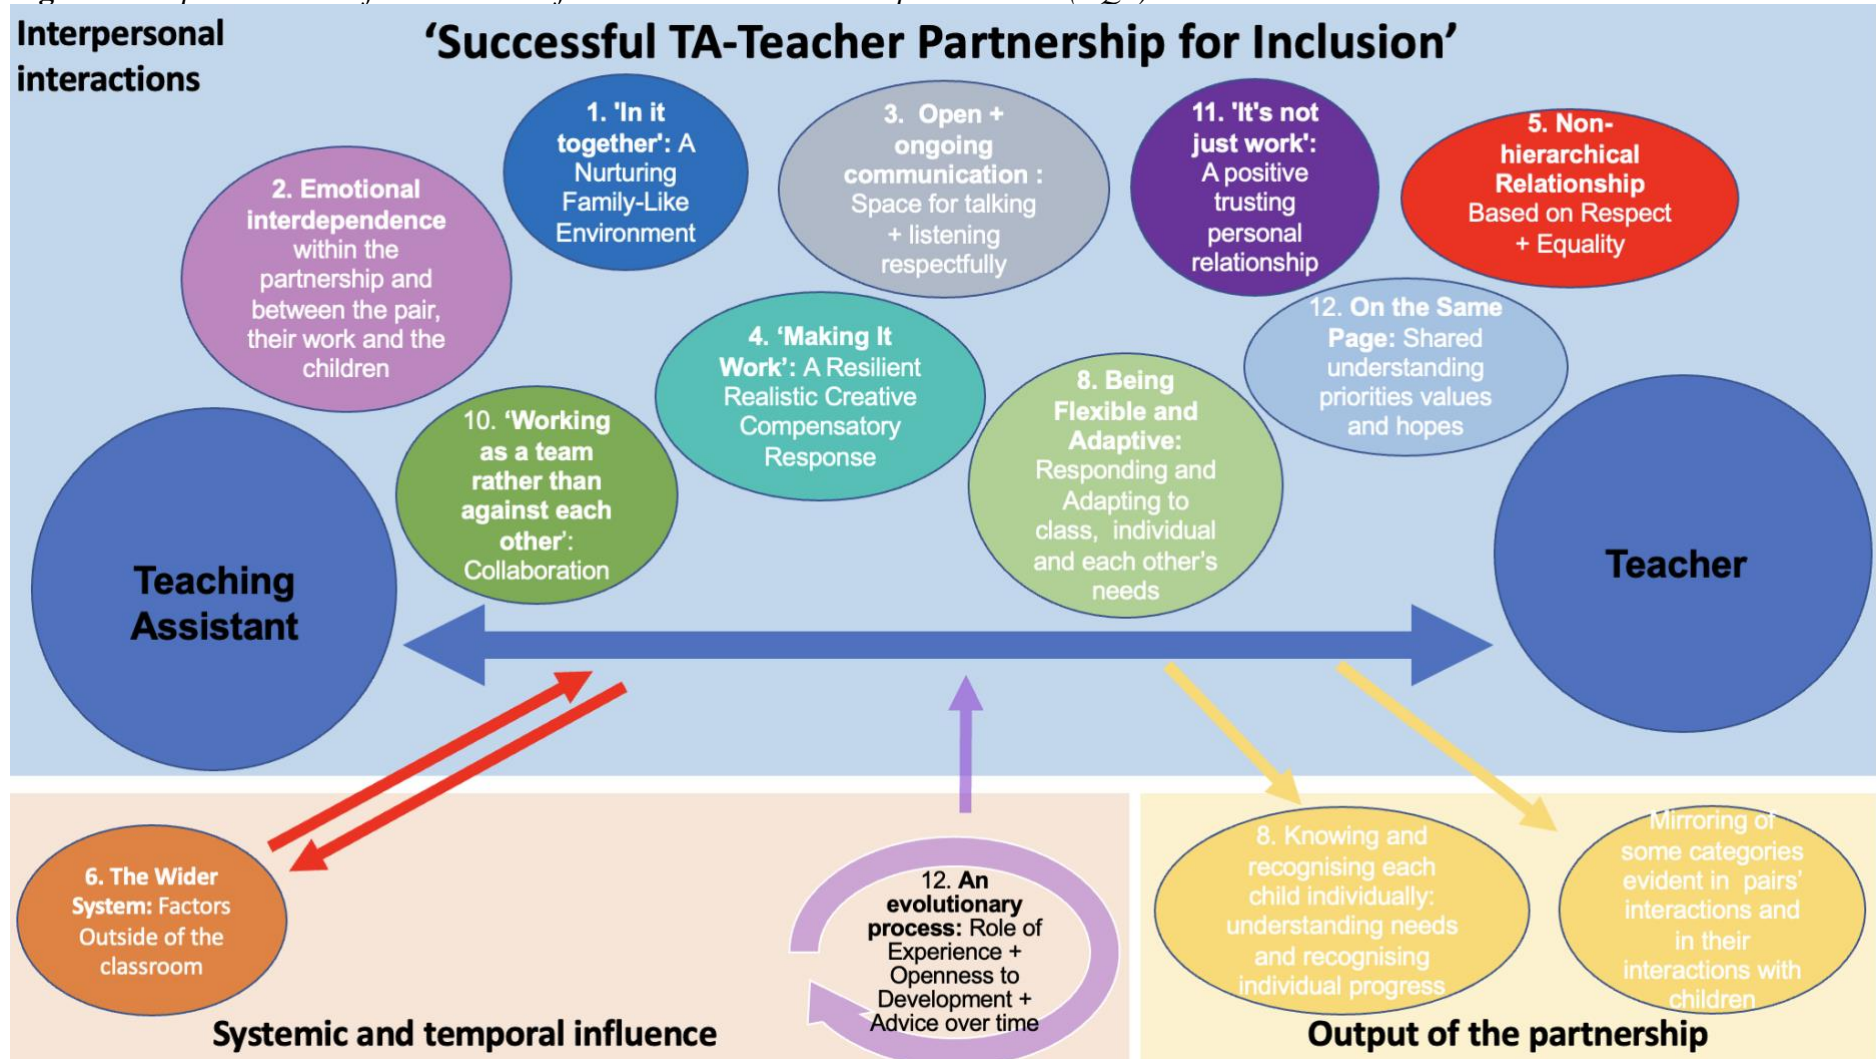 Interpersonal
interactions
‘Successful TA-Teacher Partnership for Inclusion’
1. 'In it
together': A
Nurturing
Family-Like
Environment
3. Open +
ongoing
communication :
Space for talking
+ listening
respectfully
11. 'It's not
just work':
A positive
trusting
personal
relationship
5. Non-
hierarchical
Relationship
Based on Respect
+ Equality
2. Emotional
interdependence
within the
partnership and
between the pair,
their work and the
children
4. ‘Making It
Work’: A Resilient
Realistic Creative
Compensatory
Response
12. On the Same
Page: Shared
understanding
priorities values
and hopes
8. Being
Flexible and
Adaptive:
Responding and
Adapting to
class, individual
and each other’s
needs
10. ‘Working
as a team
rather than
against each
other’:
Collaboration
Teaching
Assistant
Teacher
6. The Wider
System: Factors
Outside of the
classroom
12. An
evolutionary
process: Role of
Experience +
Openness to
Development +
Advice over time
Systemic and temporal influence
8. Knowing and
recognising each
child individually:
understanding needs
and recognising
individual progress
Mirroring of
some categories
evident in pairs’
interactions and
in their
interactions with
children
Output of the partnership